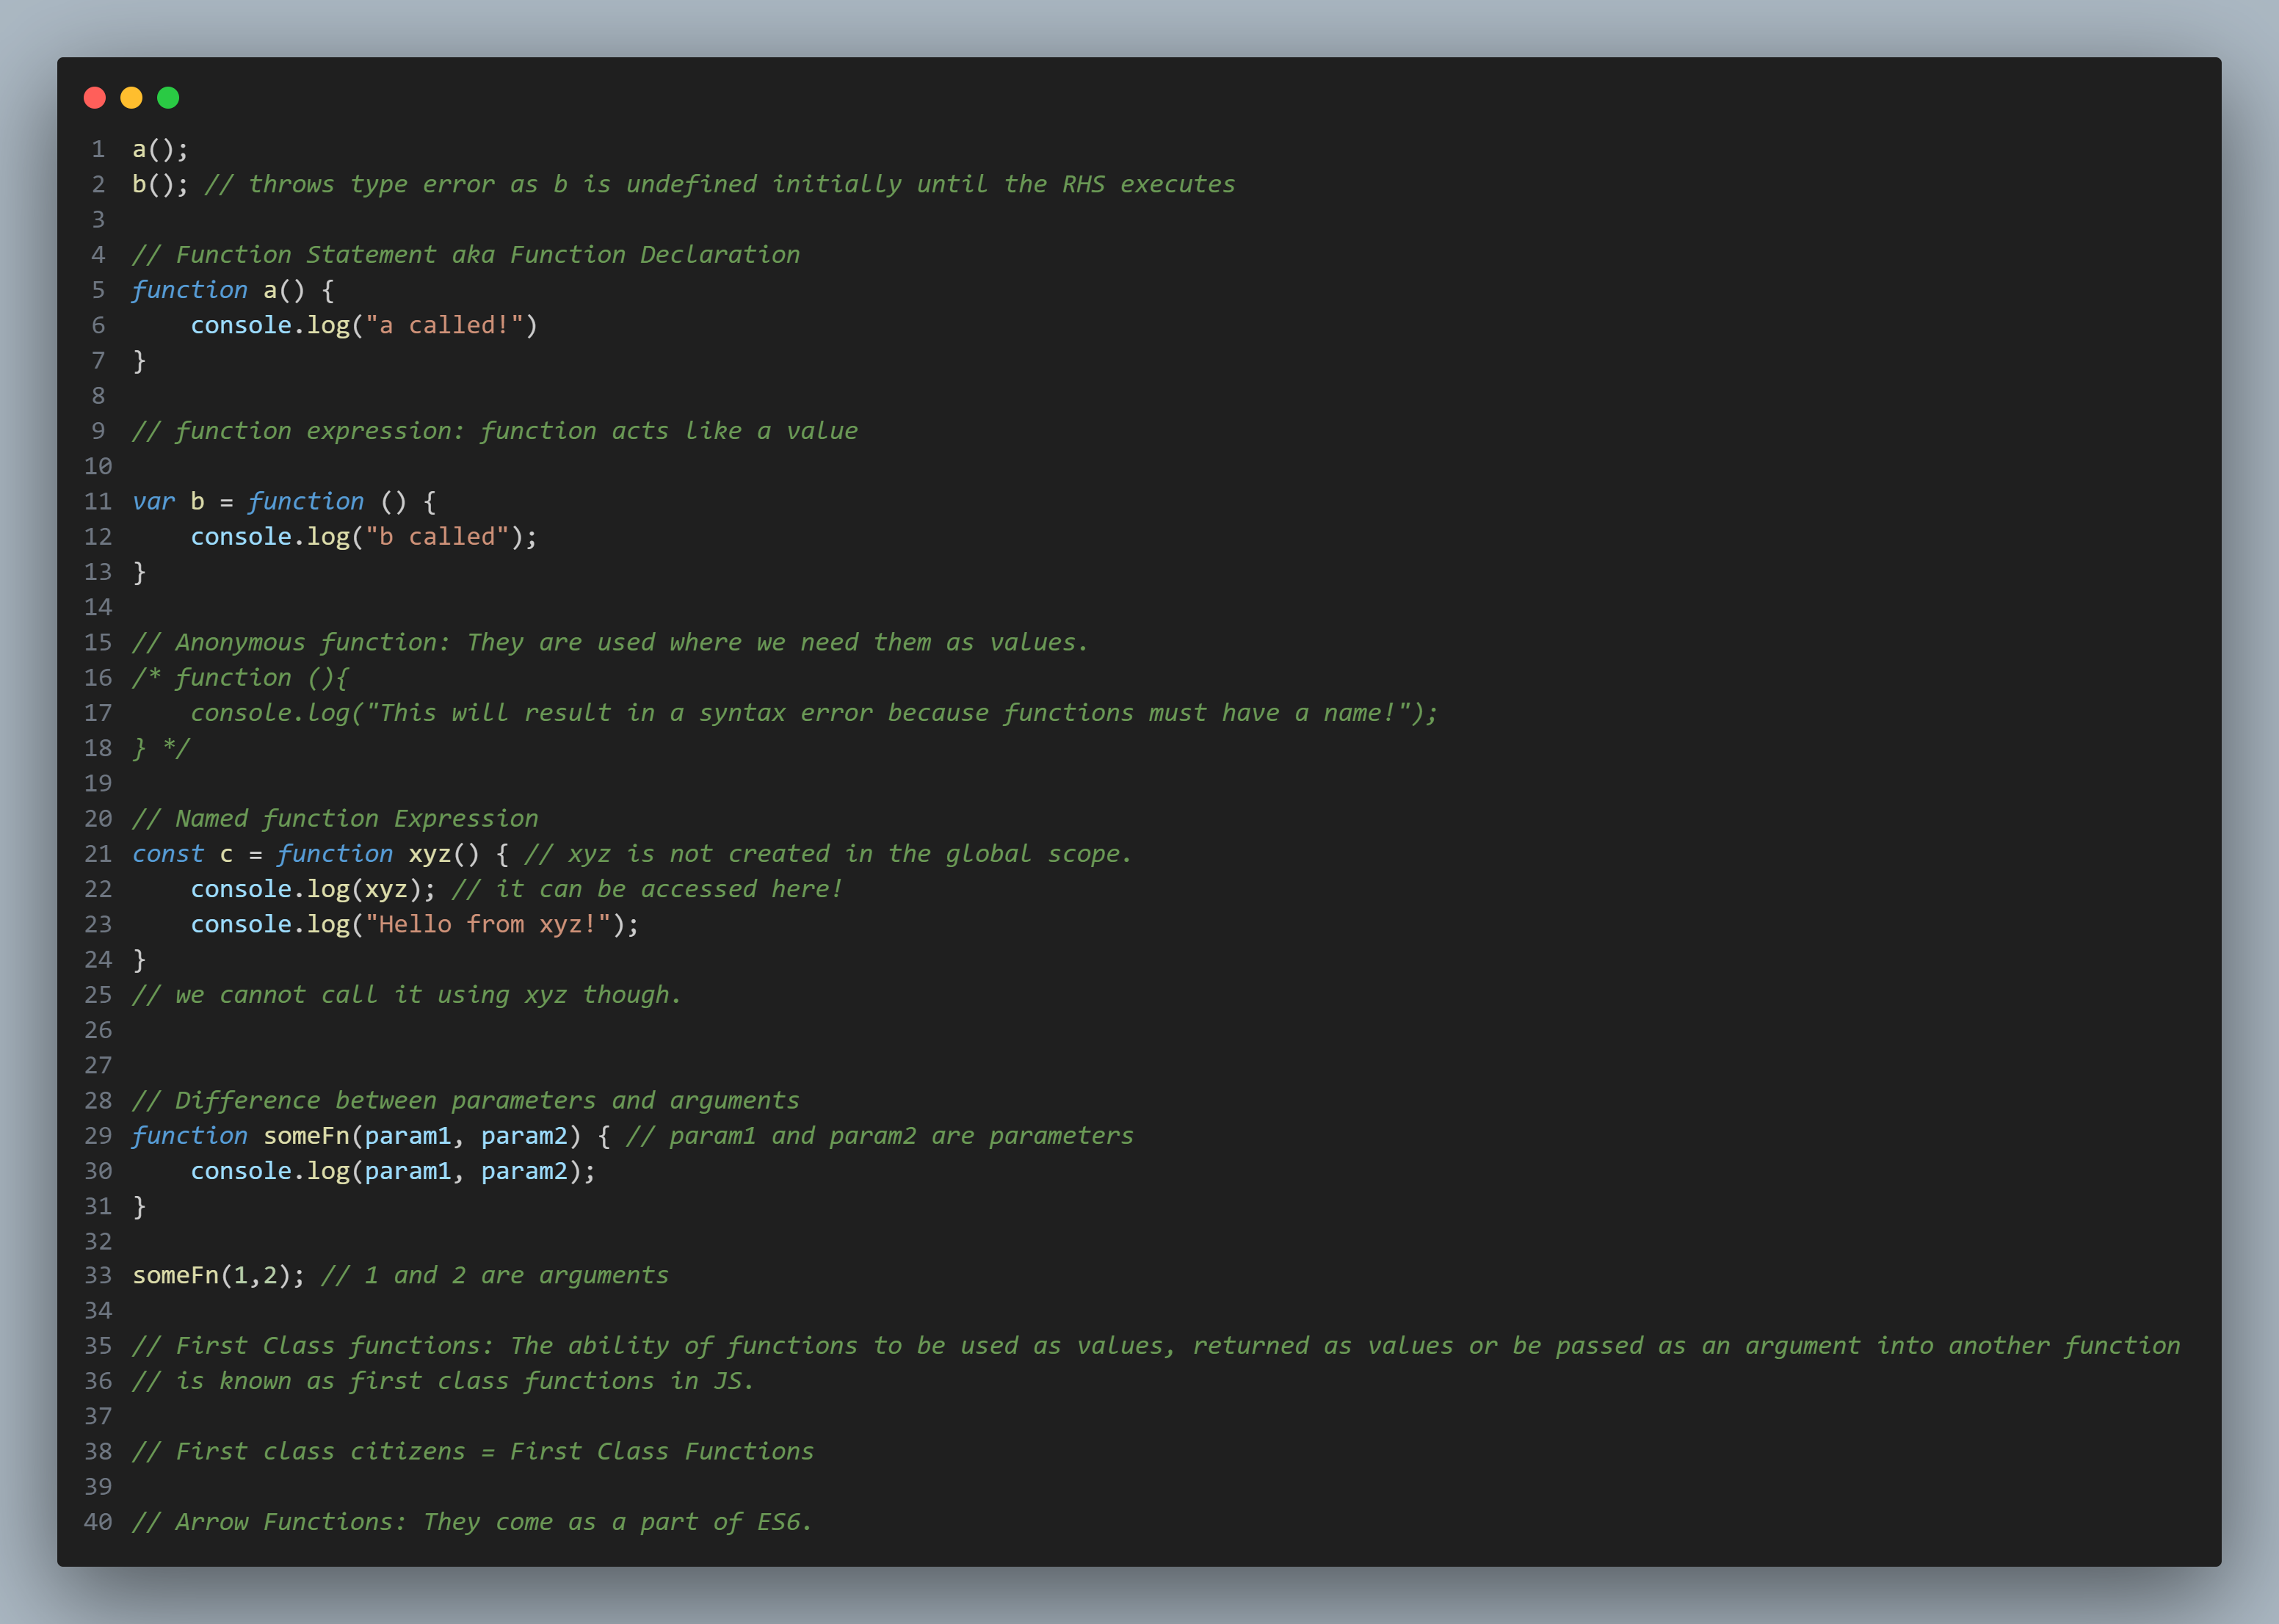 1 a();
2 b(); // throws type error as b is undefined initially until the RHS executes
3
4 // Function Statement aka Function Declaration
5 function a() {
6     console.log("a called!")
7 }
8
9 // function expression: function acts like a value
10
11 var b = function () {
12     console.log("b called");
13 }
14
15 // Anonymous function: They are used where we need them as values.
16 /* function (){
17     console.log("This will result in a syntax error because functions must have a name!");
18 } */
19
20 // Named function Expression
21 const c = function xyz() { // xyz is not created in the global scope.
22     console.log(xyz); // it can be accessed here!
23     console.log("Hello from xyz!");
24 }
25 // we cannot call it using xyz though.
26
27
28 // Difference between parameters and arguments
29 function someFn(param1, param2) { // param1 and param2 are parameters
30     console.log(param1, param2);
31 }
32
33 someFn(1,2); // 1 and 2 are arguments
34
35 // First Class functions: The ability of functions to be used as values, returned as values or be passed as an argument into another function
36 // is known as first class functions in JS.
37
38 // First class citizens = First Class Functions
39
40 // Arrow Functions: They come as a part of ES6.